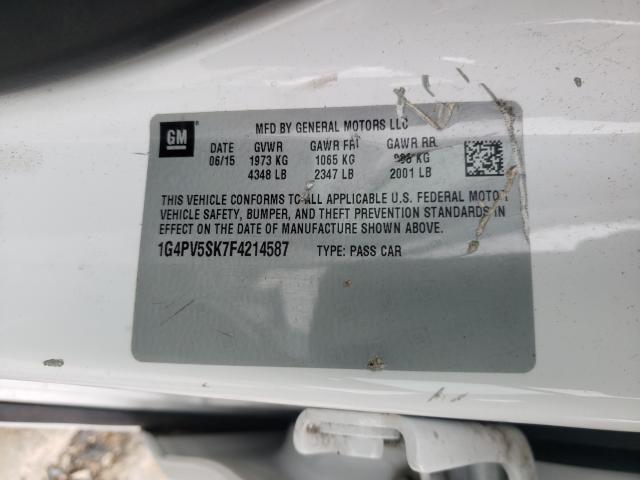 GM
MFD BY GENERAL MOTORS LLC
DATE GVWR GAWR FRT GAWR RR
06/15 1973 KG 1065 KG KG
4348 LB 2347 LB 2001 LB
THIS VEHICLE CONFORMS TO ALL APPLICABLE U.S. FEDERAL MOTOR
VEHICLE SAFETY, BUMPER, AND THEFT PREVENTION STANDARDS IN
EFFECT ON THE DATE OF MANUFACTURE SHOWN ABOVE.
1G4PV5SK7F4214587 TYPE: PASS CAR